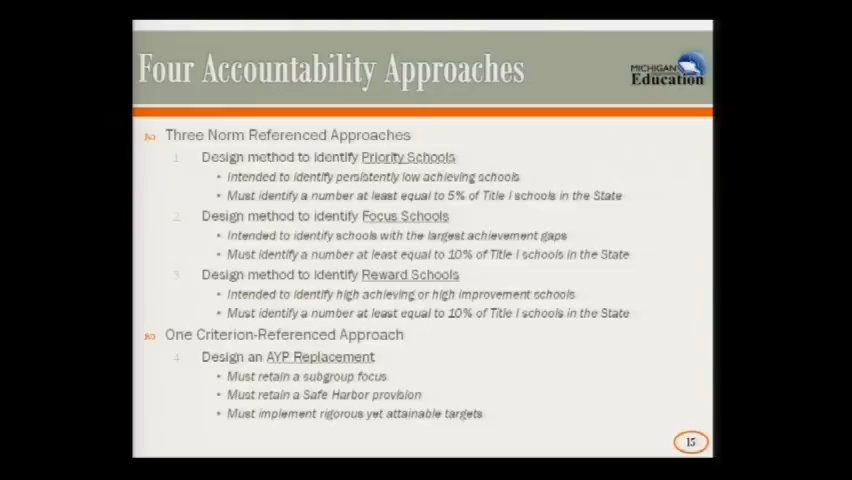 Four Accountability Approaches
MICHIGAN
Education
Three Norm Referenced Approaches
1. Design method to identify Priority Schools
• Intended to identify persistently low achieving schools
• Must identify a number at least equal to 5% of Title I schools in the State
2. Design method to identify Focus Schools
• Intended to identify schools with the largest achievement gaps
• Must identify a number at least equal to 10% of Title I schools in the State
3. Design method to identify Reward Schools
• Intended to identify high achieving or high improvement schools
• Must identify a number at least equal to 10% of Title I schools in the State
One Criterion-Referenced Approach
4. Design an AYP Replacement
• Must retain a subgroup focus
• Must retain a Safe Harbor provision
• Must implement rigorous yet attainable targets
15